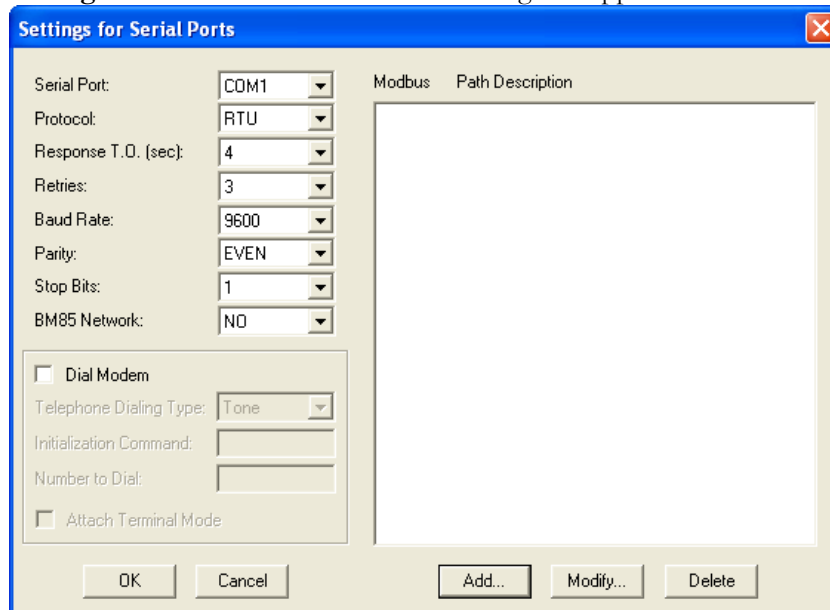 Settings for Serial Ports
Serial Port: COM1
Protocol: RTU
Response T.O. (sec): 4
Retries: 3
Baud Rate: 9600
Parity: EVEN
Stop Bits: 1
BM85 Network: NO
Dial Modem
Telephone Dialing Type: Tone
Initialization Command:
Number to Dial:
Attach Terminal Mode
OK Cancel
Modbus Path Description
Add... Modify... Delete